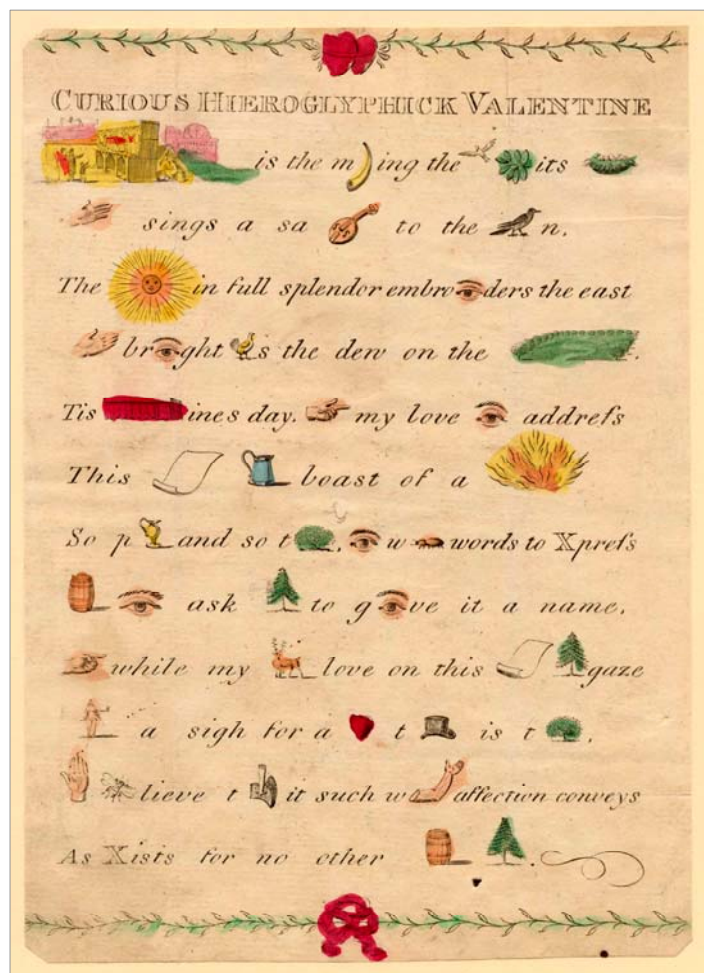 CURIOUS HIEROGLYPHICK VALENTINE
is the m ing the its
sings a sa to the n.
The in full splendor embro ders the east
br ght s the dew on the .
Tis ines day. my love addrefs
This boast of a
So p and so t . w words to Xprefs
ask to g ve it a name.
while my love on this gaze
a sigh for a t is t .
lieve t it such w affection conveys
As Xists for no other .